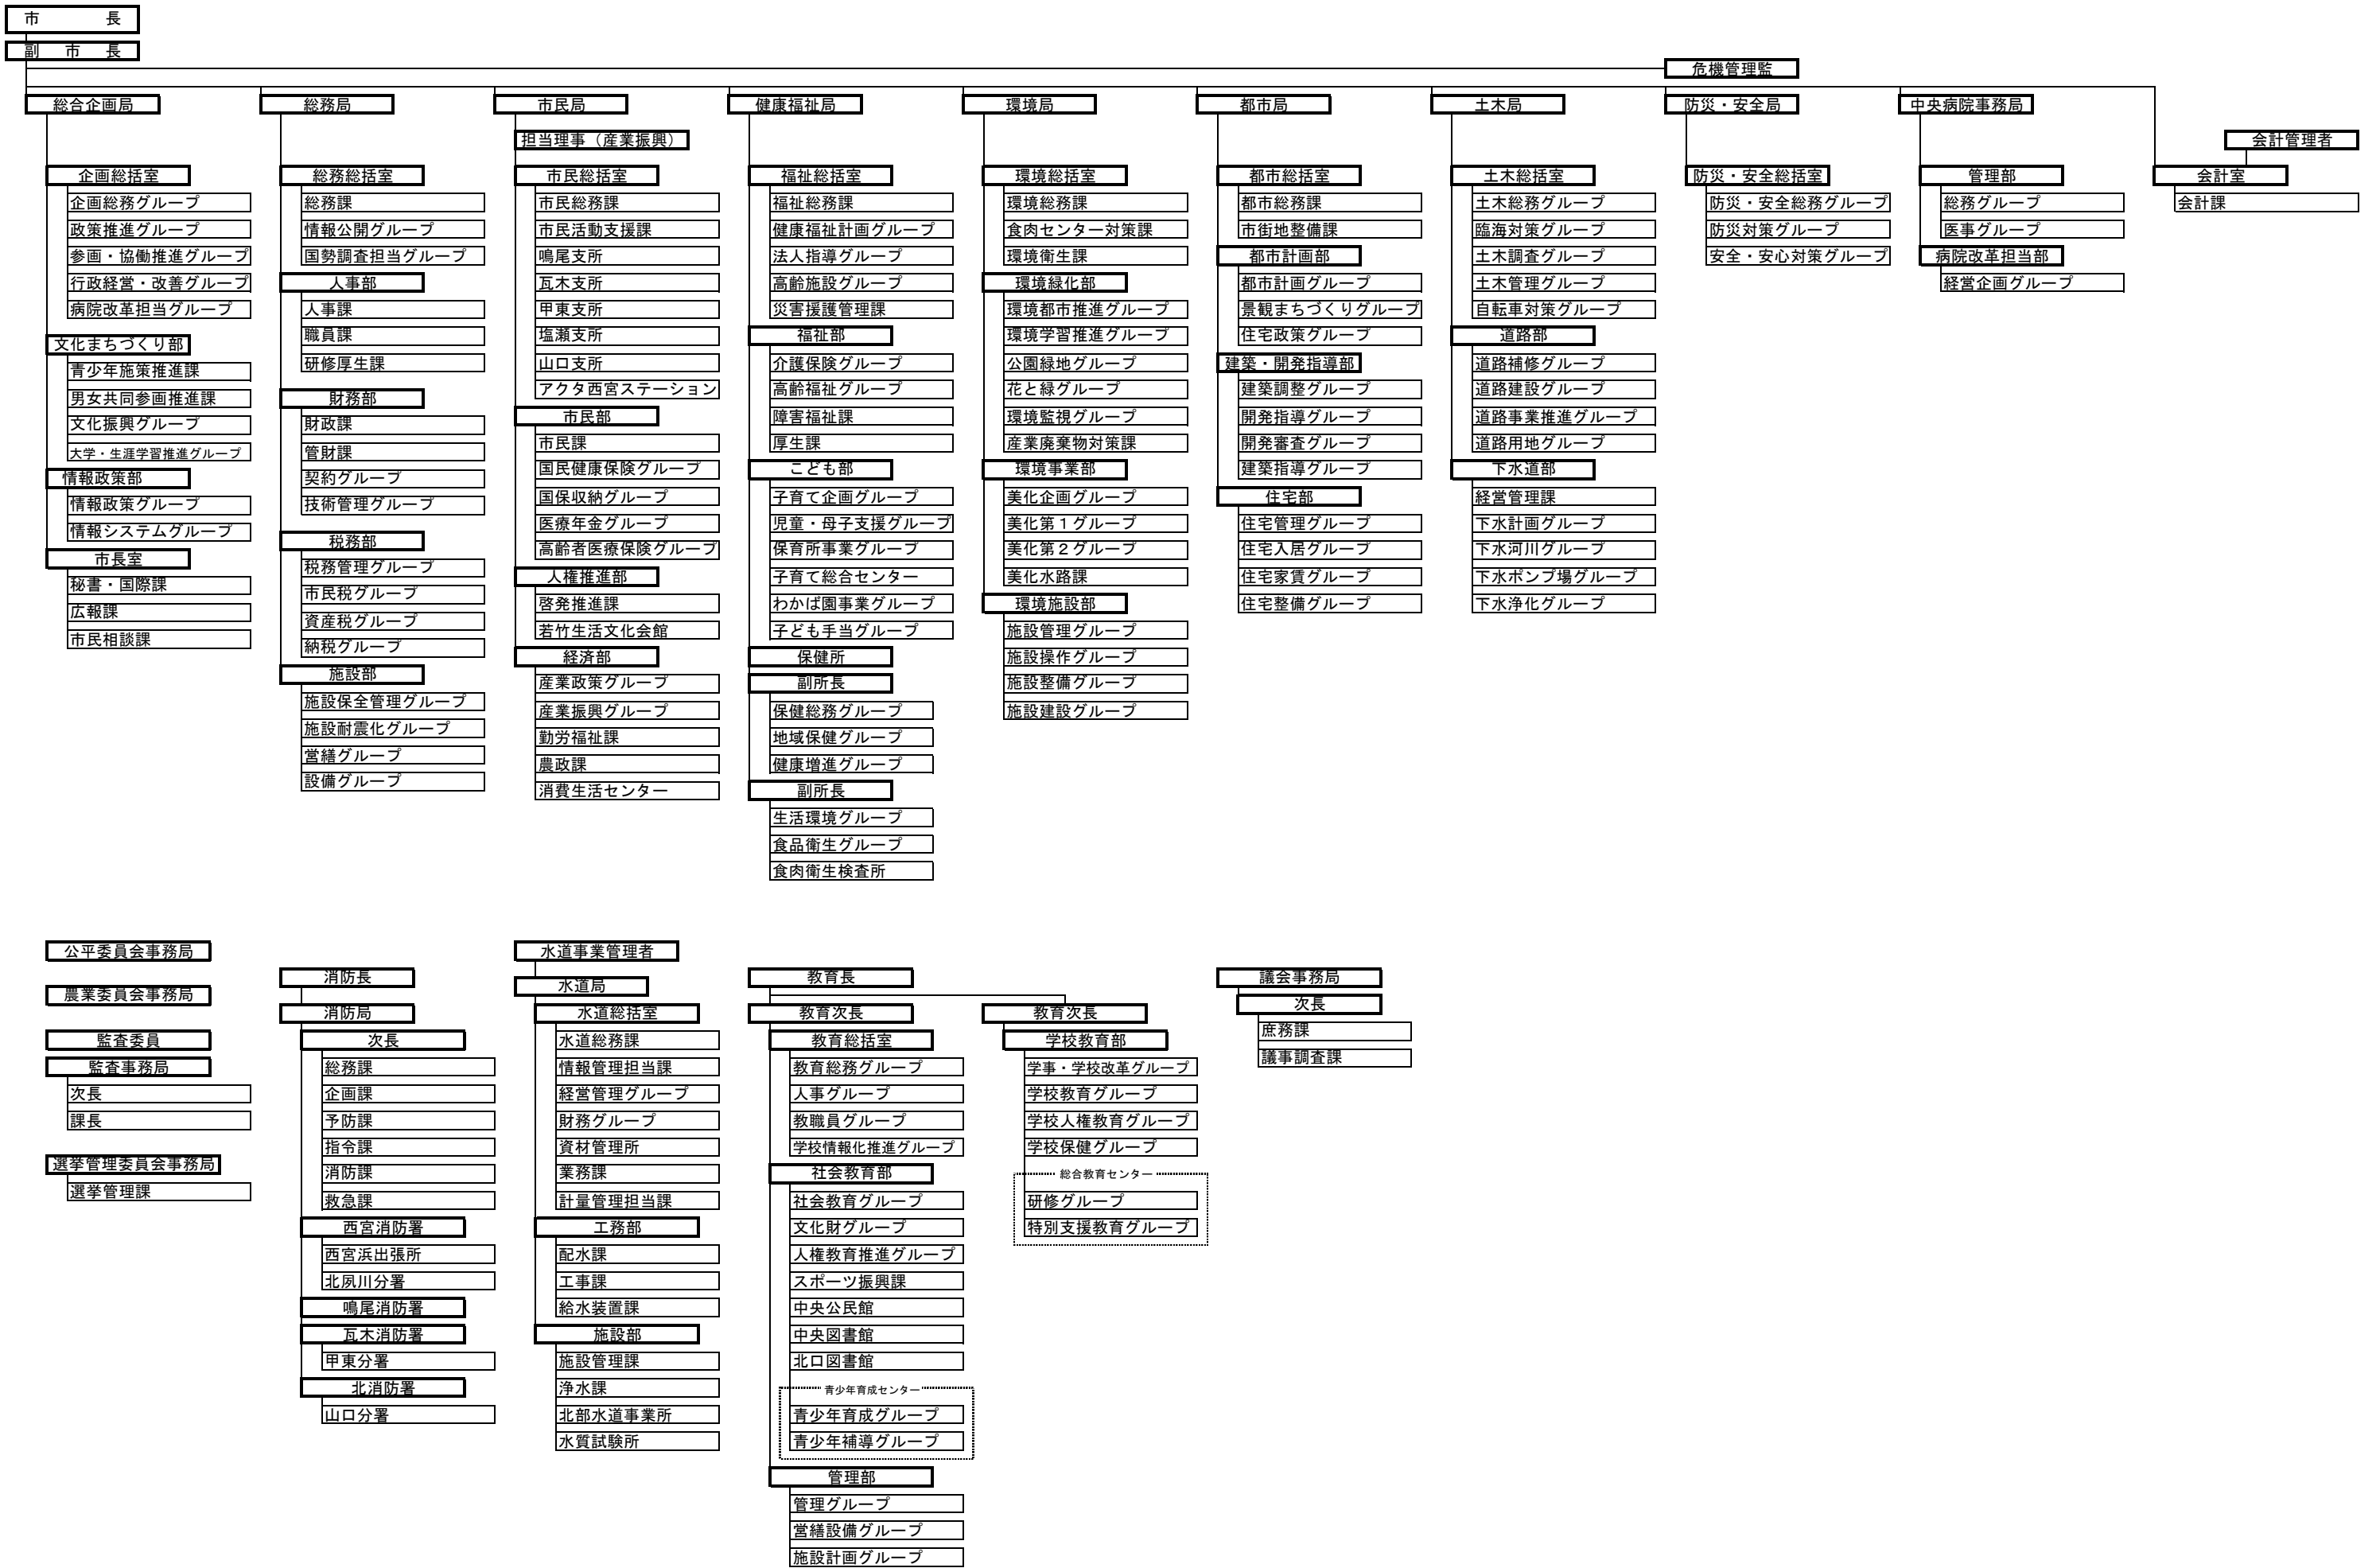 市　　　　長
副　市　長
危機管理監
総合企画局
企画総括室
企画総務グループ
政策推進グループ
参画・協働推進グループ
行政経営・改善グループ
病院改革担当グループ
文化まちづくり部
青少年施策推進課
男女共同参画推進課
文化振興グループ
大学・生涯学習推進グループ
情報政策部
情報政策グループ
情報システムグループ
市長室
秘書・国際課
広報課
市民相談課
総務局
総務総括室
総務課
情報公開グループ
国勢調査担当グループ
人事部
人事課
職員課
研修厚生課
財務部
財政課
管財課
契約グループ
技術管理グループ
税務部
税務管理グループ
市民税グループ
資産税グループ
納税グループ
施設部
施設保全管理グループ
施設耐震化グループ
営繕グループ
設備グループ
市民局
担当理事（産業振興）
市民総括室
市民総務課
市民活動支援課
鳴尾支所
瓦木支所
甲東支所
塩瀬支所
山口支所
アクタ西宮ステーション
市民部
市民課
国民健康保険グループ
国保収納グループ
医療年金グループ
高齢者医療保険グループ
人権推進部
啓発推進課
若竹生活文化会館
経済部
産業政策グループ
産業振興グループ
勤労福祉課
農政課
消費生活センター
健康福祉局
福祉総括室
福祉総務課
健康福祉計画グループ
法人指導グループ
高齢施設グループ
災害援護管理課
福祉部
介護保険グループ
高齢福祉グループ
障害福祉課
厚生課
こども部
子育て企画グループ
児童・母子支援グループ
保育所事業グループ
子育て総合センター
わかば園事業グループ
子ども手当グループ
保健所
副所長
保健総務グループ
地域保健グループ
健康増進グループ
副所長
生活環境グループ
食品衛生グループ
食肉衛生検査所
環境局
環境総括室
環境総務課
食肉センター対策課
環境衛生課
環境緑化部
環境都市推進グループ
環境学習推進グループ
公園緑地グループ
花と緑グループ
環境監視グループ
産業廃棄物対策課
環境事業部
美化企画グループ
美化第１グループ
美化第２グループ
美化水路課
環境施設部
施設管理グループ
施設操作グループ
施設整備グループ
施設建設グループ
都市局
都市総括室
都市総務課
市街地整備課
都市計画部
都市計画グループ
景観まちづくりグループ
住宅政策グループ
建築・開発指導部
建築調整グループ
開発指導グループ
開発審査グループ
建築指導グループ
住宅部
住宅管理グループ
住宅入居グループ
住宅家賃グループ
住宅整備グループ
土木局
土木総括室
土木総務グループ
臨海対策グループ
土木調査グループ
土木管理グループ
自転車対策グループ
道路部
道路補修グループ
道路建設グループ
道路事業推進グループ
道路用地グループ
下水道部
経営管理課
下水計画グループ
下水河川グループ
下水ポンプ場グループ
下水浄化グループ
防災・安全局
防災・安全総括室
防災・安全総務グループ
防災対策グループ
安全・安心対策グループ
中央病院事務局
管理部
総務グループ
医事グループ
病院改革担当部
経営企画グループ
会計管理者
会計室
会計課
公平委員会事務局
農業委員会事務局
監査委員
監査事務局
次長
課長
選挙管理委員会事務局
選挙管理課
消防長
消防局
次長
総務課
企画課
予防課
指令課
消防課
救急課
西宮消防署
西宮浜出張所
北夙川分署
鳴尾消防署
瓦木消防署
甲東分署
北消防署
山口分署
水道事業管理者
水道局
水道総括室
水道総務課
情報管理担当課
経営管理グループ
財務グループ
資材管理所
業務課
計量管理担当課
工務部
配水課
工事課
給水装置課
施設部
施設管理課
浄水課
北部水道事業所
水質試験所
教育長
教育次長
教育総括室
教育総務グループ
人事グループ
教職員グループ
学校情報化推進グループ
社会教育部
社会教育グループ
文化財グループ
人権教育推進グループ
スポーツ振興課
中央公民館
中央図書館
北口図書館
青少年育成センター
青少年育成グループ
青少年補導グループ
管理部
管理グループ
営繕設備グループ
施設計画グループ
教育次長
学校教育部
学事・学校改革グループ
学校教育グループ
学校人権教育グループ
学校保健グループ
総合教育センター
研修グループ
特別支援教育グループ
議会事務局
次長
庶務課
議事調査課